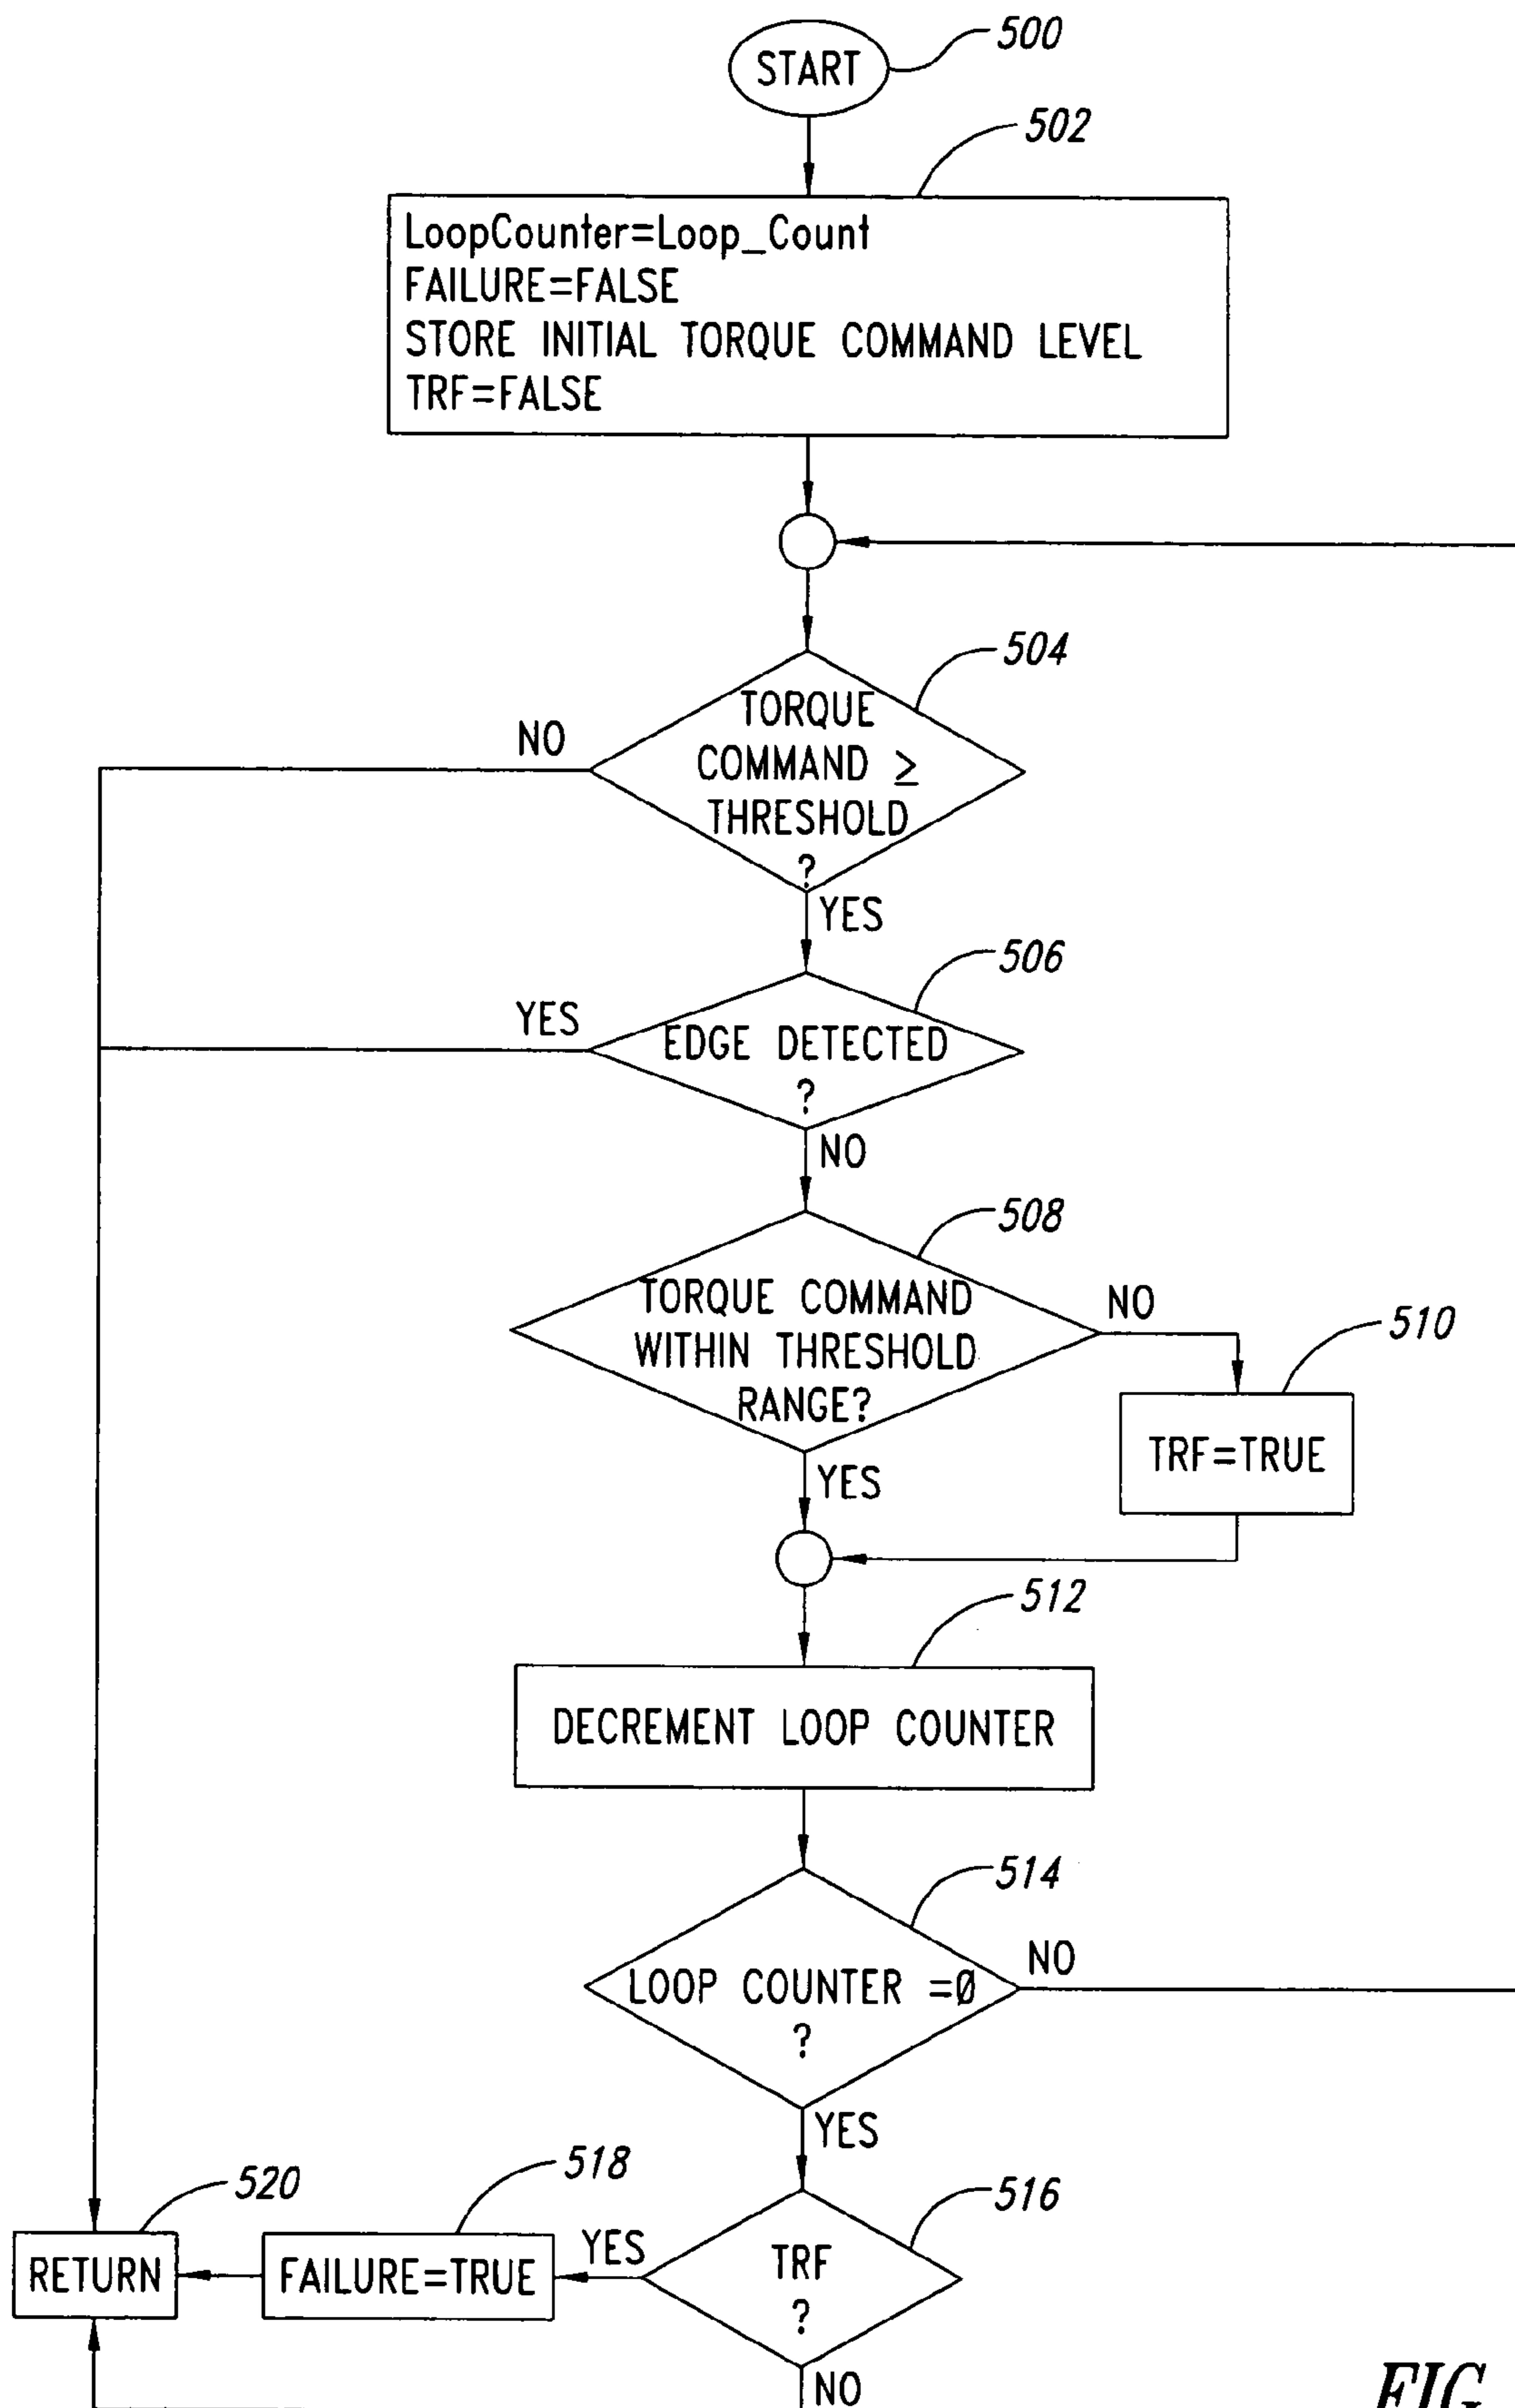 START
500
502
LoopCounter=Loop_Count
FAILURE=FALSE
STORE INITIAL TORQUE COMMAND LEVEL
TRF=FALSE
504
NO
TORQUE
COMMAND ≥
THRESHOLD
?
YES
506
YES
EDGE DETECTED
?
NO
508
TORQUE COMMAND
WITHIN THRESHOLD
RANGE?
NO
510
TRF=TRUE
YES
512
DECREMENT LOOP COUNTER
514
LOOP COUNTER =Ø
?
NO
YES
516
TRF
?
YES
518
FAILURE=TRUE
520
RETURN
NO
FIG